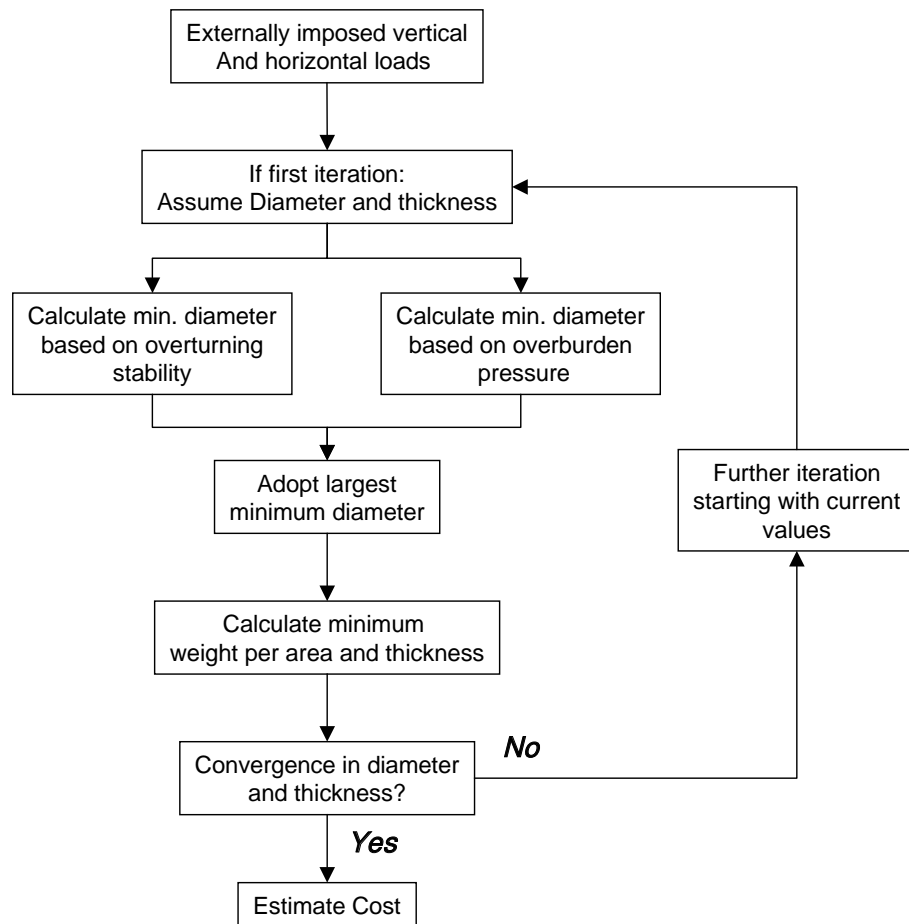 Externally imposed vertical
And horizontal loads
If first iteration:
Assume Diameter and thickness
Calculate min. diameter
based on overturning
stability
Calculate min. diameter
based on overburden
pressure
Adopt largest
minimum diameter
Further iteration
starting with current
values
Calculate minimum
weight per area and thickness
Convergence in diameter
and thickness?
No
Yes
Estimate Cost